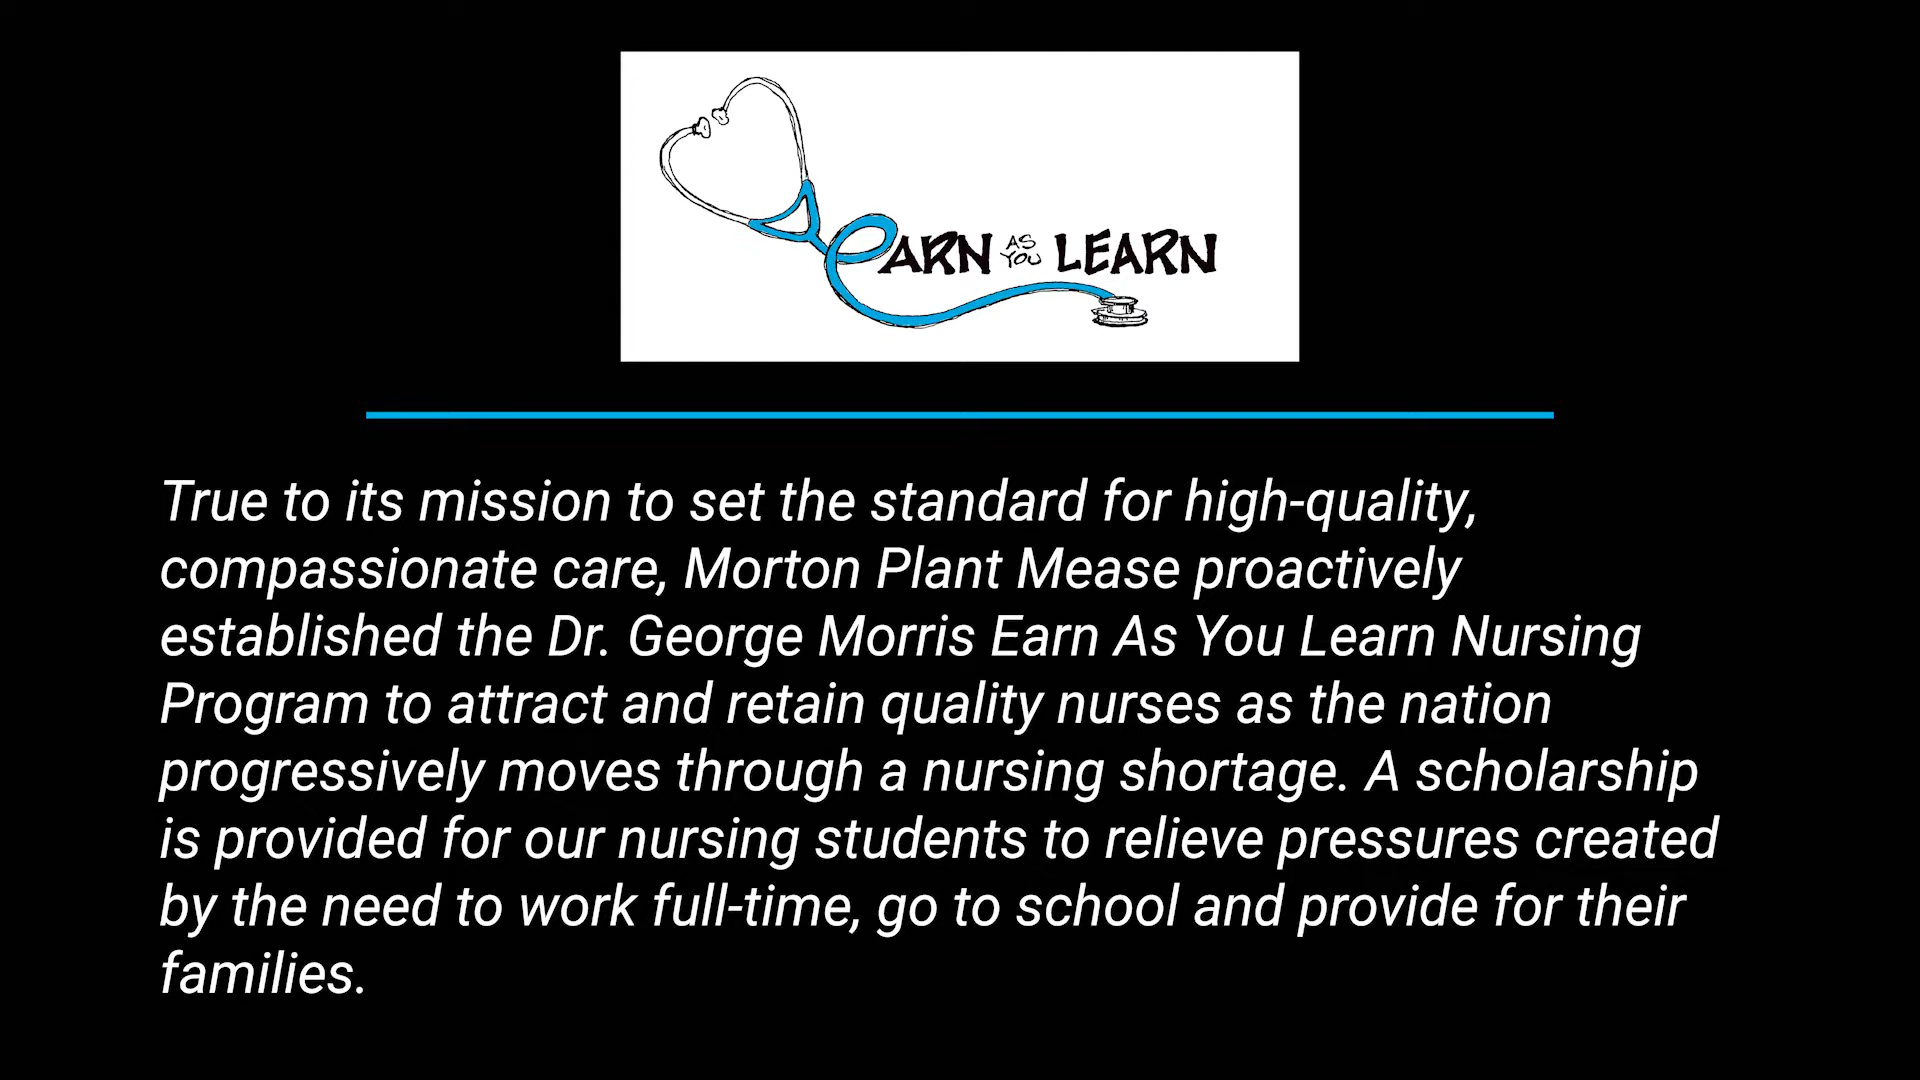 eARN AS YOU LEARN
True to its mission to set the standard for high-quality,
compassionate care, Morton Plant Mease proactively
established the Dr. George Morris Earn As You Learn Nursing
Program to attract and retain quality nurses as the nation
progressively moves through a nursing shortage. A scholarship
is provided for our nursing students to relieve pressures created
by the need to work full-time, go to school and provide for their
families.